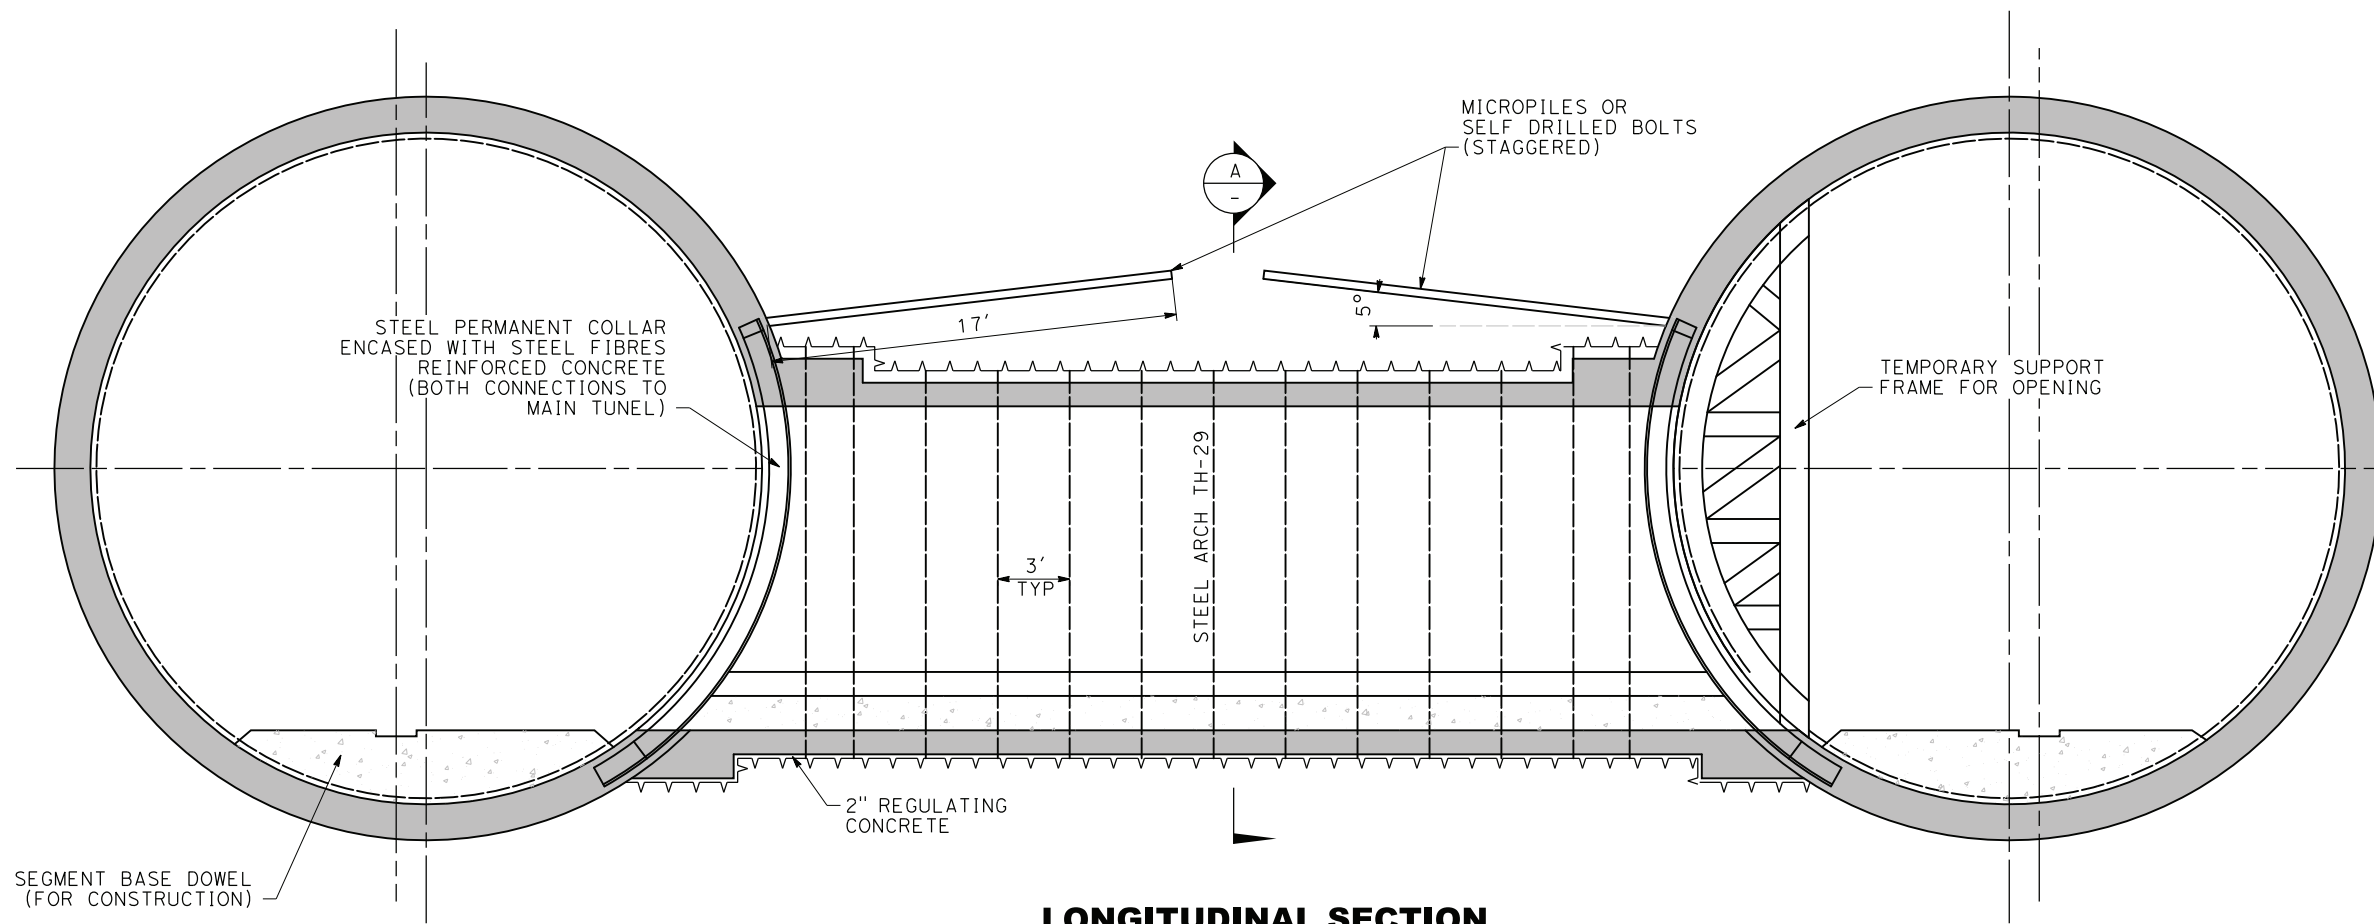 MICROPILES OR
SELF DRILLED BOLTS
(STAGGERED)
A
-
17'
5°
STEEL PERMANENT COLLAR
ENCASED WITH STEEL FIBRES
REINFORCED CONCRETE
(BOTH CONNECTIONS TO
MAIN TUNEL)
TEMPORARY SUPPORT
FRAME FOR OPENING
STEEL ARCH TH-29
3'
TYP
2" REGULATING
CONCRETE
SEGMENT BASE DOWEL
(FOR CONSTRUCTION)
LONGITUDINAL SECTION